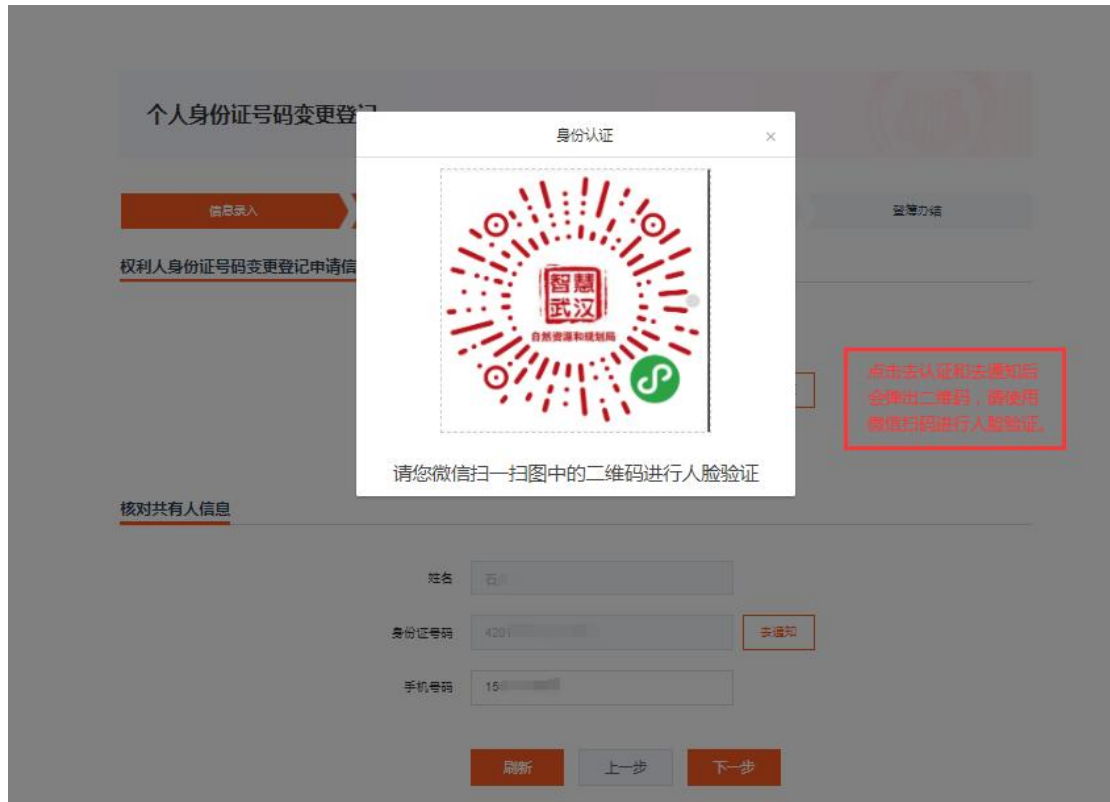 个人身份证号码变更登
身份认证
×
信息录入
登簿办结
权利人身份证号码变更登记申请信
智慧
武汉
自然资源和规划局
点击去认证和去通知后
会弹出二维码，请使用
微信扫码进行人脸验证。
请您微信扫一扫图中的二维码进行人脸验证
核对共有人信息
姓名 石
身份证号码 4201 去通知
手机号码 15
刷新 上一步 下一步